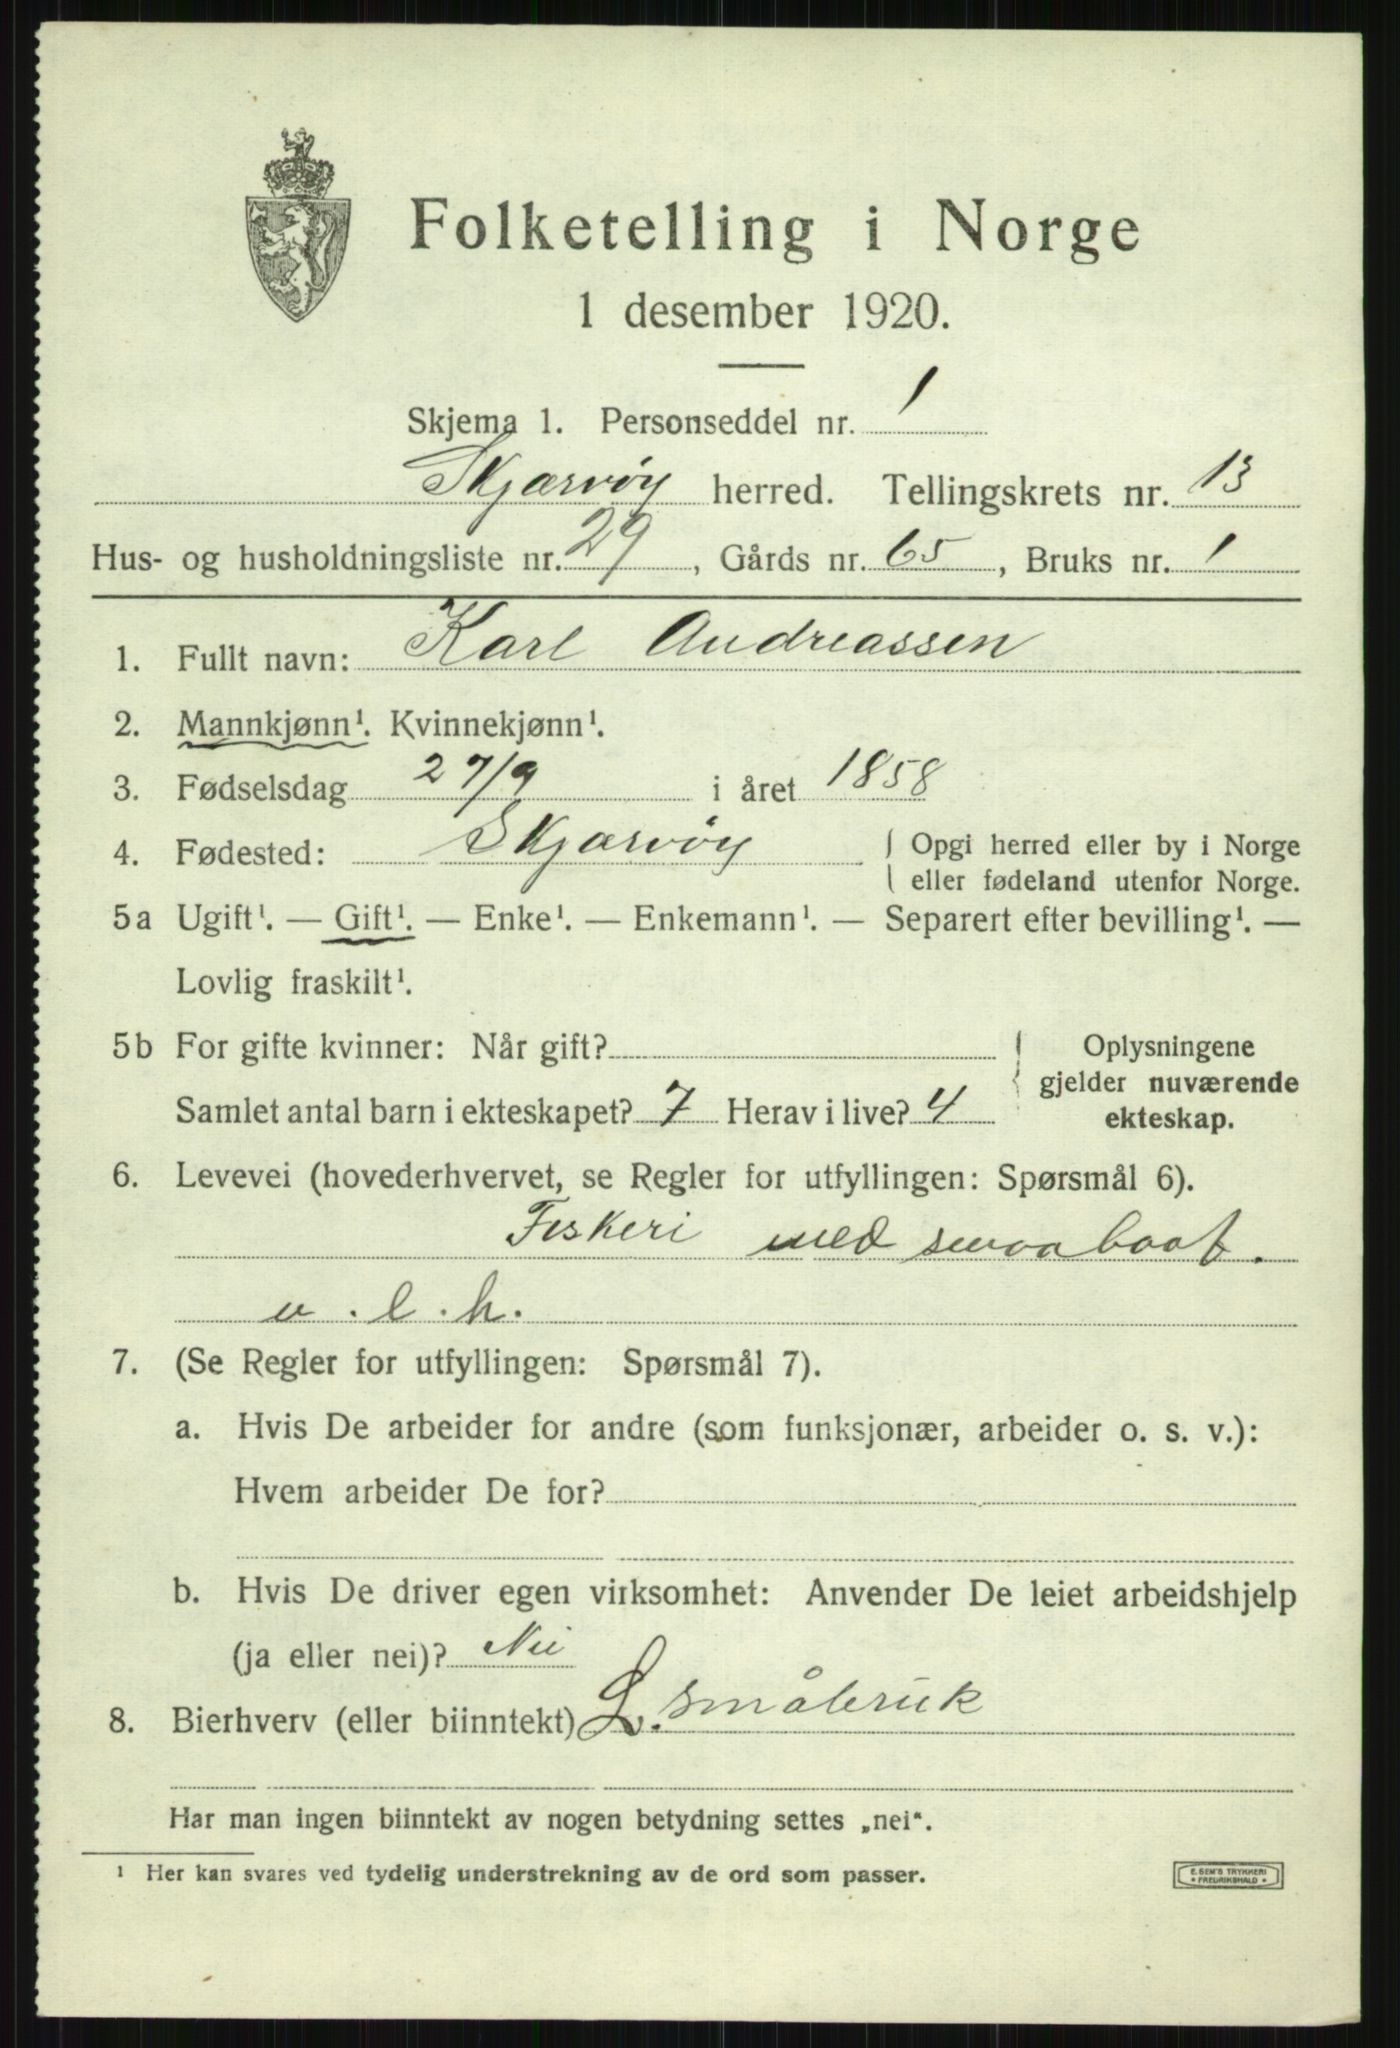 Folketelling i Norge
1 desember 1920.
Skjema 1. Personseddel nr. 1
Skjærvöy herred. Tellingskrets nr. 13
Hus- og husholdningsliste nr. 29, Gårds nr. 65, Bruks nr. 1
1. Fullt navn: Karl Andreassen
2. Mannkjønn¹. Kvinnekjønn¹.
3. Fødselsdag 27/9 i året 1858
4. Fødested: Skjærvöy { Opgi herred eller by i Norge
eller fødeland utenfor Norge.
5a Ugift¹. — Gift¹. — Enke¹. — Enkemann¹. — Separert efter bevilling¹. —
Lovlig fraskilt¹.
5b For gifte kvinner: Når gift? } Oplysningene
gjelder nuværende
Samlet antal barn i ekteskapet? 7 Herav i live? 4 ekteskap.
6. Levevei (hovederhvervet, se Regler for utfyllingen: Spørsmål 6).
Fiskeri med smaabaat.
u. l. h.
7. (Se Regler for utfyllingen: Spørsmål 7).
a. Hvis De arbeider for andre (som funksjonær, arbeider o. s. v.):
Hvem arbeider De for?
b. Hvis De driver egen virksomhet: Anvender De leiet arbeidshjelp
(ja eller nei)? Nei
8. Bierhverv (eller biinntekt) L. småbruk
Har man ingen biinntekt av nogen betydning settes „nei“.
¹ Her kan svares ved tydelig understrekning av de ord som passer.
E. SEM'S TRYKKERI
• FREDRIKSHALD •